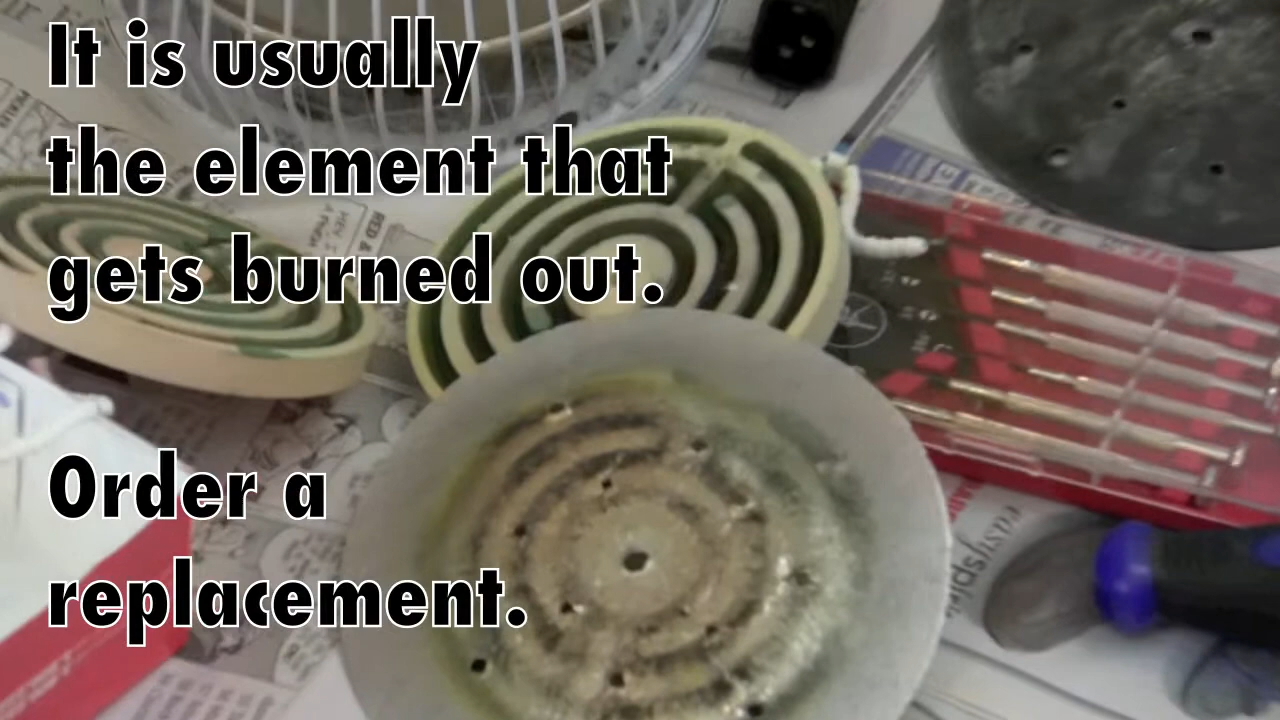 It is usually
the element that
gets burned out.
Order a
replacement.